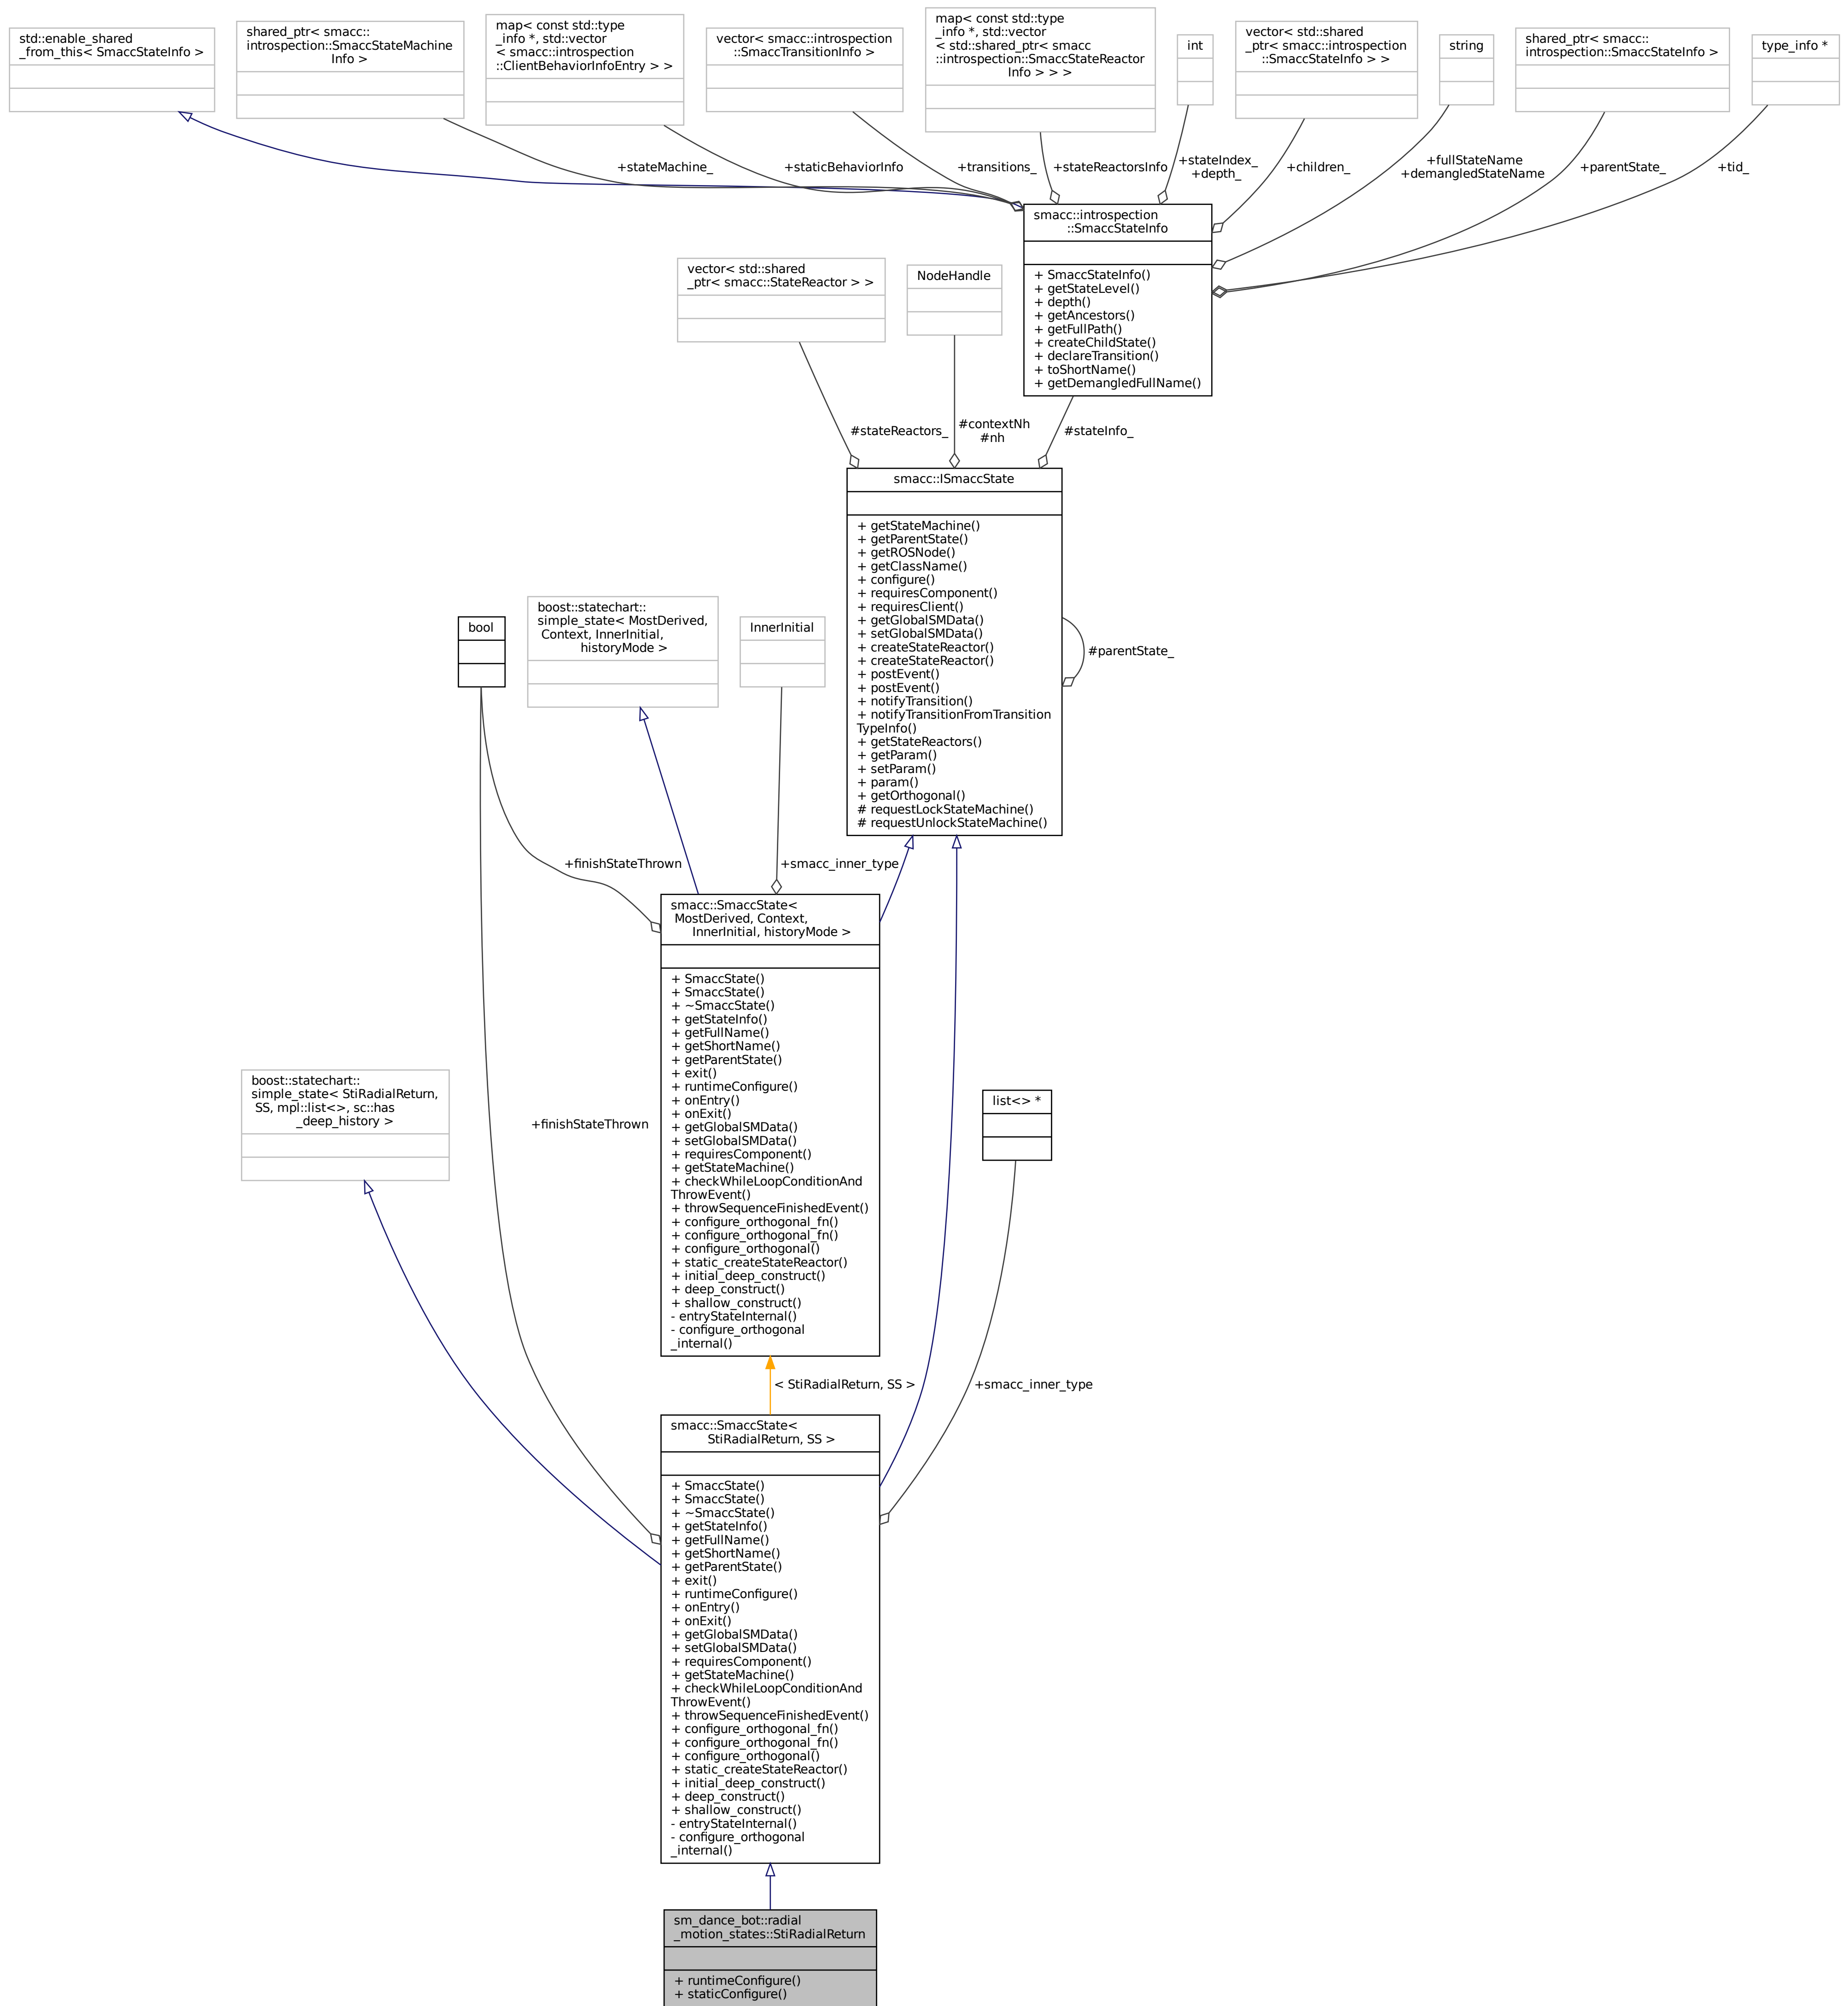 std::enable_shared
_from_this< SmaccStateInfo >
shared_ptr< smacc::
introspection::SmaccStateMachine
Info >
map< const std::type
_info *, std::vector
< smacc::introspection
::ClientBehaviorInfoEntry > >
vector< smacc::introspection
::SmaccTransitionInfo >
map< const std::type
_info *, std::vector
< std::shared_ptr< smacc
::introspection::SmaccStateReactor
Info > > >
int
vector< std::shared
_ptr< smacc::introspection
::SmaccStateInfo > >
string
shared_ptr< smacc::
introspection::SmaccStateInfo >
type_info *
+stateMachine_
+staticBehaviorInfo
+transitions_
+stateReactorsInfo
+stateIndex_
+depth_
+children_
+fullStateName
+demangledStateName
+parentState_
+tid_
smacc::introspection
::SmaccStateInfo
+ SmaccStateInfo()
+ getStateLevel()
+ depth()
+ getAncestors()
+ getFullPath()
+ createChildState()
+ declareTransition()
+ toShortName()
+ getDemangledFullName()
vector< std::shared
_ptr< smacc::StateReactor > >
NodeHandle
#stateReactors_
#contextNh
#nh
#stateInfo_
smacc::ISmaccState
+ getStateMachine()
+ getParentState()
+ getROSNode()
+ getClassName()
+ configure()
+ requiresComponent()
+ requiresClient()
+ getGlobalSMData()
+ setGlobalSMData()
+ createStateReactor()
+ createStateReactor()
+ postEvent()
+ postEvent()
+ notifyTransition()
+ notifyTransitionFromTransition
TypeInfo()
+ getStateReactors()
+ getParam()
+ setParam()
+ param()
+ getOrthogonal()
# requestLockStateMachine()
# requestUnlockStateMachine()
#parentState_
bool
boost::statechart::
simple_state< MostDerived,
Context, InnerInitial,
historyMode >
InnerInitial
+finishStateThrown
+smacc_inner_type
smacc::SmaccState<
MostDerived, Context,
InnerInitial, historyMode >
+ SmaccState()
+ SmaccState()
+ ~SmaccState()
+ getStateInfo()
+ getFullName()
+ getShortName()
+ getParentState()
+ exit()
+ runtimeConfigure()
+ onEntry()
+ onExit()
+ getGlobalSMData()
+ setGlobalSMData()
+ requiresComponent()
+ getStateMachine()
+ checkWhileLoopConditionAnd
ThrowEvent()
+ throwSequenceFinishedEvent()
+ configure_orthogonal_fn()
+ configure_orthogonal_fn()
+ configure_orthogonal()
+ static_createStateReactor()
+ initial_deep_construct()
+ deep_construct()
+ shallow_construct()
- entryStateInternal()
- configure_orthogonal
_internal()
boost::statechart::
simple_state< StiRadialReturn,
SS, mpl::list<>, sc::has
_deep_history >
+finishStateThrown
list<> *
< StiRadialReturn, SS >
+smacc_inner_type
smacc::SmaccState<
StiRadialReturn, SS >
+ SmaccState()
+ SmaccState()
+ ~SmaccState()
+ getStateInfo()
+ getFullName()
+ getShortName()
+ getParentState()
+ exit()
+ runtimeConfigure()
+ onEntry()
+ onExit()
+ getGlobalSMData()
+ setGlobalSMData()
+ requiresComponent()
+ getStateMachine()
+ checkWhileLoopConditionAnd
ThrowEvent()
+ throwSequenceFinishedEvent()
+ configure_orthogonal_fn()
+ configure_orthogonal_fn()
+ configure_orthogonal()
+ static_createStateReactor()
+ initial_deep_construct()
+ deep_construct()
+ shallow_construct()
- entryStateInternal()
- configure_orthogonal
_internal()
sm_dance_bot::radial
_motion_states::StiRadialReturn
+ runtimeConfigure()
+ staticConfigure()